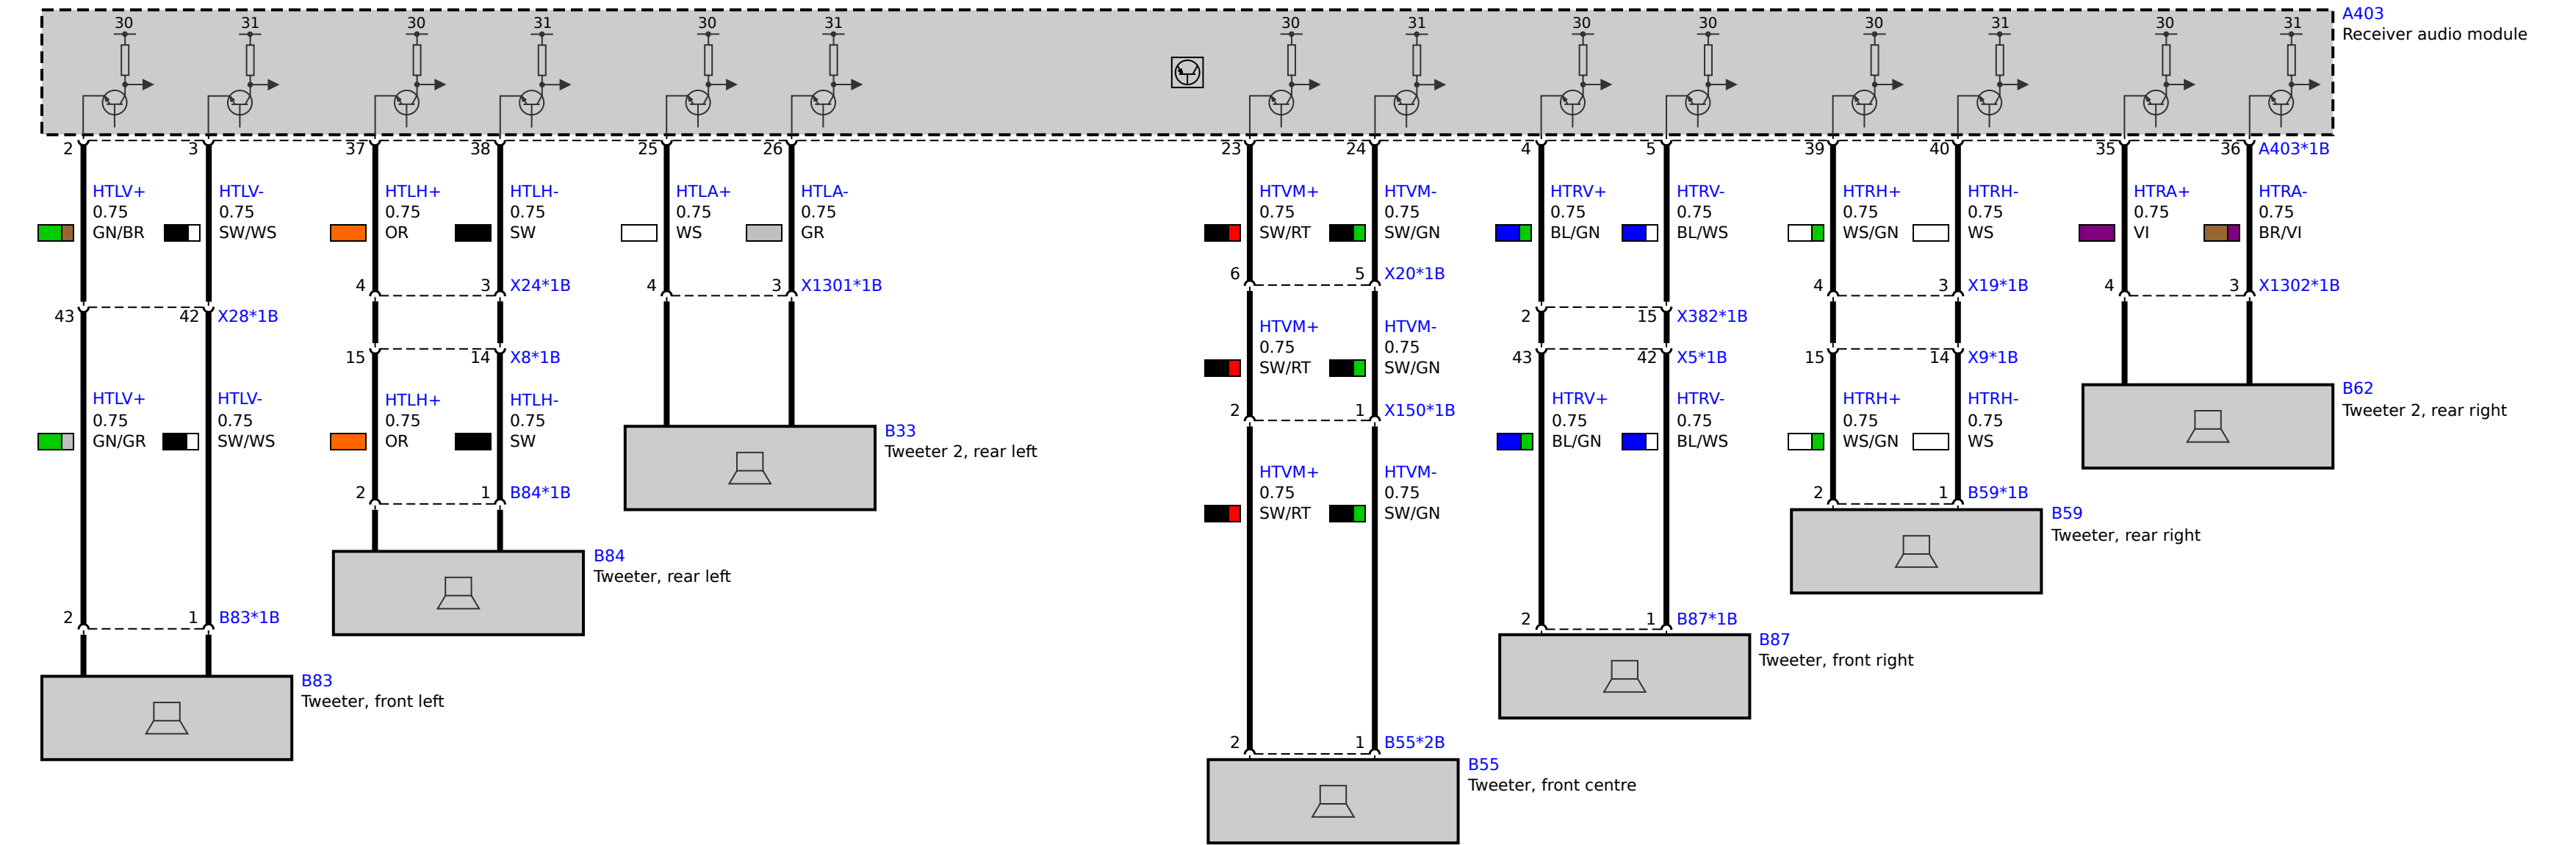 30 31 30 31 30 31 30 31 30 30 30 31 30 31
A403
Receiver audio module
2 3 37 38 25 26 23 24 4 5 39 40 35 36 A403*1B
HTLV+ HTLV- HTLH+ HTLH- HTLA+ HTLA- HTVM+ HTVM- HTRV+ HTRV- HTRH+ HTRH- HTRA+ HTRA-
0.75 0.75 0.75 0.75 0.75 0.75 0.75 0.75 0.75 0.75 0.75 0.75 0.75 0.75
GN/BR SW/WS OR SW WS GR SW/RT SW/GN BL/GN BL/WS WS/GN WS VI BR/VI
6 5 X20*1B
4 3 X24*1B 4 3 X1301*1B 4 3 X19*1B 4 3 X1302*1B
43 42 X28*1B 2 15 X382*1B
HTVM+ HTVM-
0.75 0.75
SW/RT SW/GN
15 14 X8*1B 43 42 X5*1B 15 14 X9*1B
B62
Tweeter 2, rear right
HTLV+ HTLV- HTLH+ HTLH- HTRV+ HTRV- HTRH+ HTRH-
0.75 0.75 0.75 0.75 0.75 0.75 0.75 0.75
GN/GR SW/WS OR SW BL/GN BL/WS WS/GN WS
2 1 X150*1B
B33
Tweeter 2, rear left
HTVM+ HTVM-
0.75 0.75
SW/RT SW/GN
2 1 B84*1B 2 1 B59*1B
B59
Tweeter, rear right
B84
Tweeter, rear left
2 1 B83*1B 2 1 B87*1B
B87
Tweeter, front right
B83
Tweeter, front left
2 1 B55*2B
B55
Tweeter, front centre